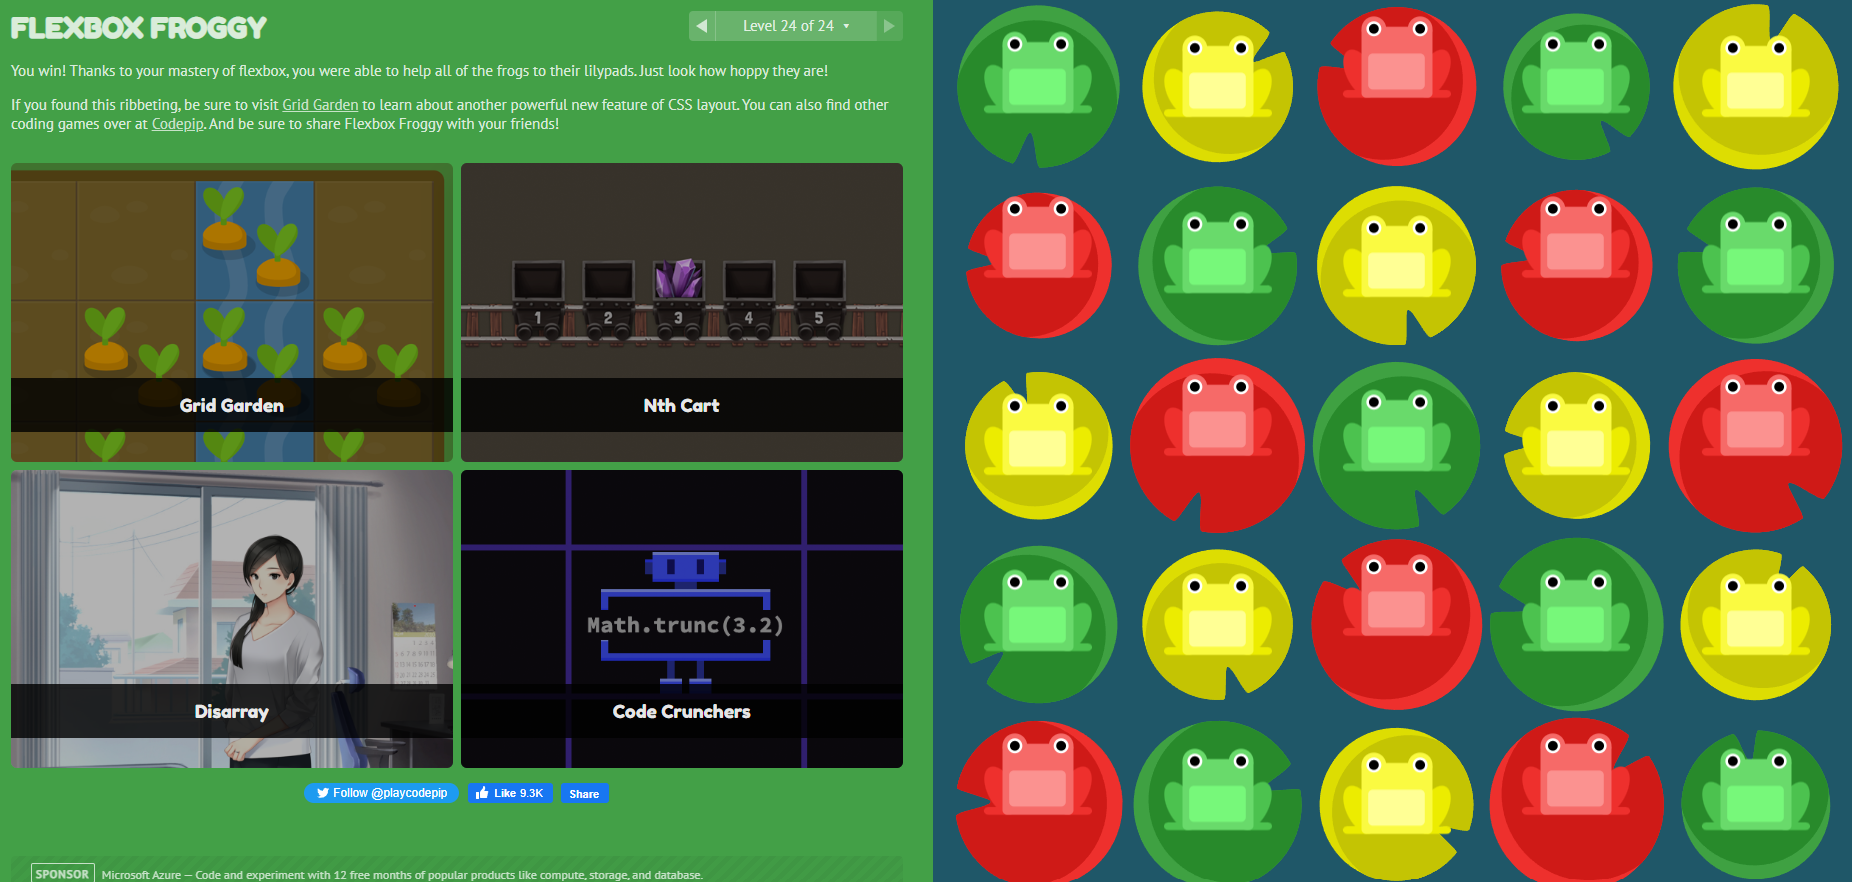 FLEXBOX FROGGY
Level 24 of 24
You win! Thanks to your mastery of flexbox, you were able to help all of the frogs to their lilypads. Just look how hoppy they are!
If you found this ribbeting, be sure to visit Grid Garden to learn about another powerful new feature of CSS layout. You can also find other
coding games over at Codepip. And be sure to share Flexbox Froggy with your friends!
1 2 3 4 5
Grid Garden
Nth Cart
Math.trunc(3.2)
Disarray
Code Crunchers
Follow @playcodepip
Like 9.3K
Share
SPONSOR Microsoft Azure — Code and experiment with 12 free months of popular products like compute, storage, and database.